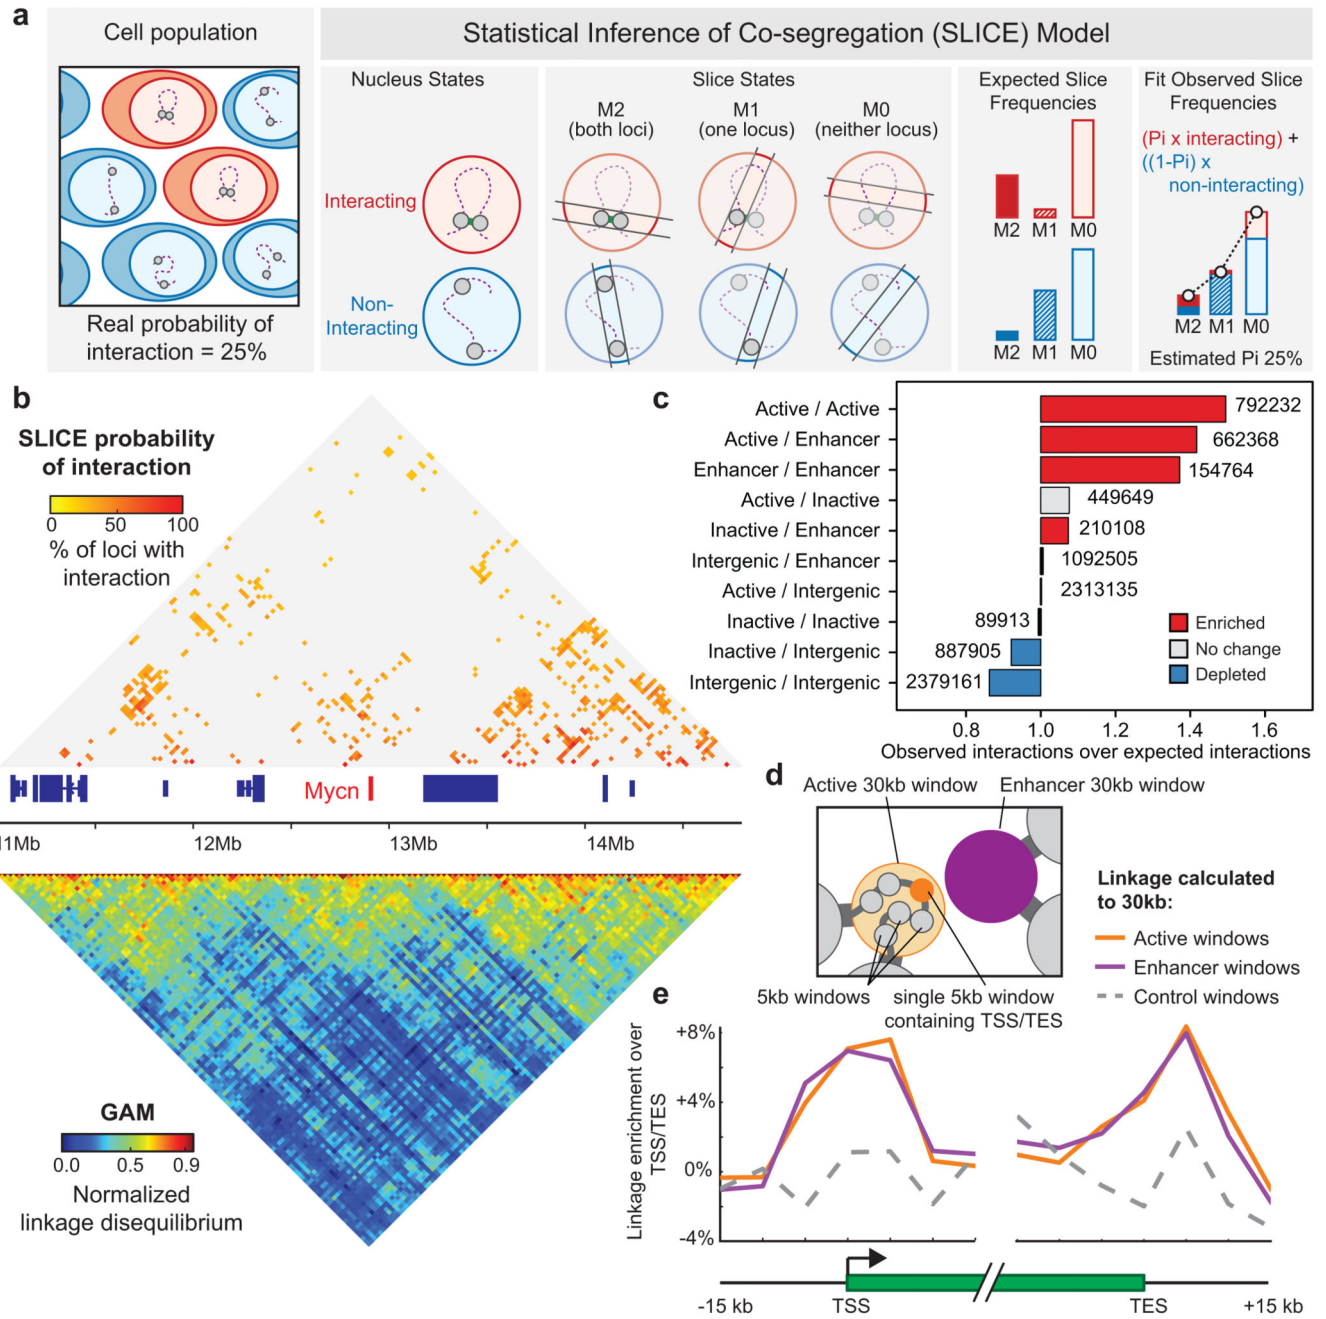 a
Cell population
Real probability of
interaction = 25%
Statistical Inference of Co-segregation (SLICE) Model
Nucleus States
Interacting
Non-
Interacting
Slice States
M2
(both loci)
M1
(one locus)
M0
(neither locus)
Expected Slice
Frequencies
M2 M1 M0
M2 M1 M0
Fit Observed Slice
Frequencies
(Pi x interacting) +
((1-Pi) x
non-interacting)
M2 M1 M0
Estimated Pi 25%
b
SLICE probability
of interaction
0 50 100
% of loci with
interaction
Mycn
11Mb 12Mb 13Mb 14Mb
GAM
0.0 0.5 0.9
Normalized
linkage disequilibrium
c
Active / Active 792232
Active / Enhancer 662368
Enhancer / Enhancer 154764
Active / Inactive 449649
Inactive / Enhancer 210108
Intergenic / Enhancer 1092505
Active / Intergenic 2313135
Inactive / Inactive 89913
Inactive / Intergenic 887905
Intergenic / Intergenic 2379161
Enriched
No change
Depleted
0.8 1.0 1.2 1.4 1.6
Observed interactions over expected interactions
d
Active 30kb window
Enhancer 30kb window
5kb windows
single 5kb window
containing TSS/TES
Linkage calculated
to 30kb:
Active windows
Enhancer windows
Control windows
e
Linkage enrichment over
TSS/TES
+8%
+4%
0%
-4%
-15 kb TSS TES +15 kb